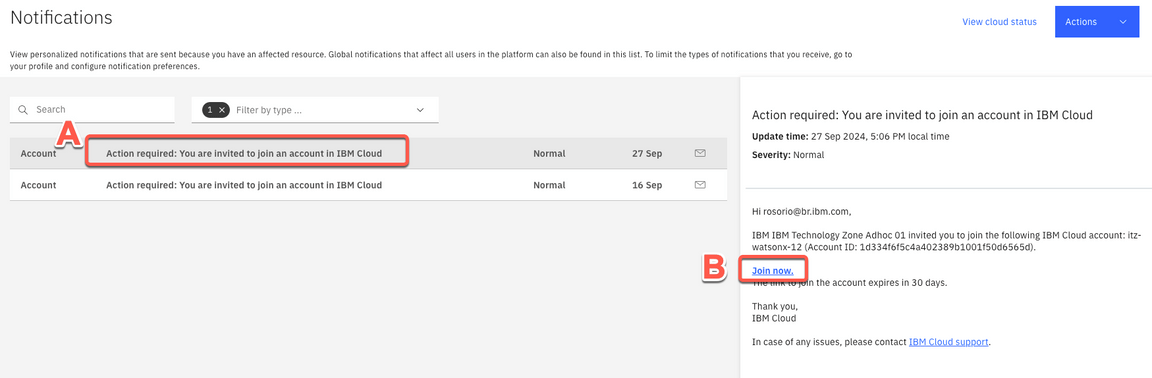 Notifications
View cloud status
Actions
View personalized notifications that are sent because you have an affected resource. Global notifications that affect all users in the platform can also be found in this list. To limit the types of notifications that you receive, go to
your profile and configure notification preferences.
Search
1 × Filter by type ...
A
Account Action required: You are invited to join an account in IBM Cloud Normal 27 Sep
Account Action required: You are invited to join an account in IBM Cloud Normal 16 Sep
Action required: You are invited to join an account in IBM Cloud
Update time: 27 Sep 2024, 5:06 PM local time
Severity: Normal
Hi rosorio@br.ibm.com,
IBM IBM Technology Zone Adhoc 01 invited you to join the following IBM Cloud account: itz-
watsonx-12 (Account ID: 1d334f6f5c4a402389b1001f50d6565d).
B
Join now.
The link to join the account expires in 30 days.
Thank you,
IBM Cloud
In case of any issues, please contact IBM Cloud support.